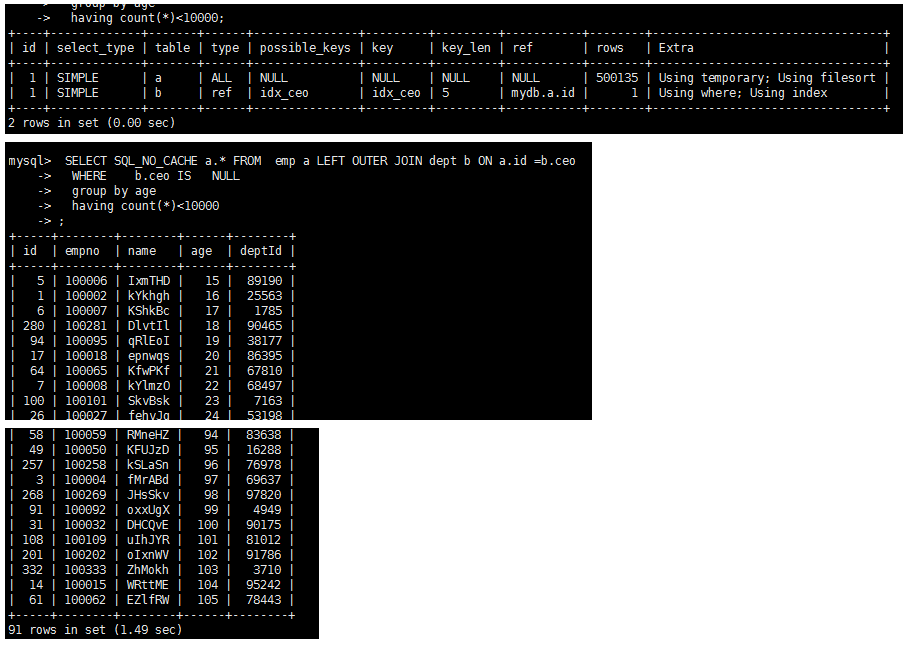 -> group by age
-> having count(*)<10000;
+----+-------------+-------+------+---------------+---------+---------+-----------+--------+---------------------------------+
| id | select_type | table | type | possible_keys | key | key_len | ref | rows | Extra |
+----+-------------+-------+------+---------------+---------+---------+-----------+--------+---------------------------------+
| 1 | SIMPLE | a | ALL | NULL | NULL | NULL | NULL | 500135 | Using temporary; Using filesort |
| 1 | SIMPLE | b | ref | idx_ceo | idx_ceo | 5 | mydb.a.id | 1 | Using where; Using index |
+----+-------------+-------+------+---------------+---------+---------+-----------+--------+---------------------------------+
2 rows in set (0.00 sec)
mysql> SELECT SQL_NO_CACHE a.* FROM emp a LEFT OUTER JOIN dept b ON a.id =b.ceo
-> WHERE b.ceo IS NULL
-> group by age
-> having count(*)<10000
-> ;
+-----+--------+--------+------+--------+
| id | empno | name | age | deptId |
+-----+--------+--------+------+--------+
| 5 | 100006 | IxmTHD | 15 | 89190 |
| 1 | 100002 | kYkhgh | 16 | 25563 |
| 6 | 100007 | KShkBc | 17 | 1785 |
| 280 | 100281 | DlvtIl | 18 | 90465 |
| 94 | 100095 | qRlEoI | 19 | 38177 |
| 17 | 100018 | epnwqs | 20 | 86395 |
| 64 | 100065 | KfwPKf | 21 | 67810 |
| 7 | 100008 | kYlmzO | 22 | 68497 |
| 100 | 100101 | SkvBsk | 23 | 7163 |
| 26 | 100027 | fehvJq | 24 | 53198 |
| 58 | 100059 | RMneHZ | 94 | 83638 |
| 49 | 100050 | KFUJzD | 95 | 16288 |
| 257 | 100258 | kSLaSn | 96 | 76978 |
| 3 | 100004 | fMrABd | 97 | 69637 |
| 268 | 100269 | JHsSkv | 98 | 97820 |
| 91 | 100092 | oxxUgX | 99 | 4949 |
| 31 | 100032 | DHCQvE | 100 | 90175 |
| 108 | 100109 | uIhJYR | 101 | 81012 |
| 201 | 100202 | oIxnWV | 102 | 91786 |
| 332 | 100333 | ZhMokh | 103 | 3710 |
| 14 | 100015 | WRttME | 104 | 95242 |
| 61 | 100062 | EZlfRW | 105 | 78443 |
+-----+--------+--------+------+--------+
91 rows in set (1.49 sec)